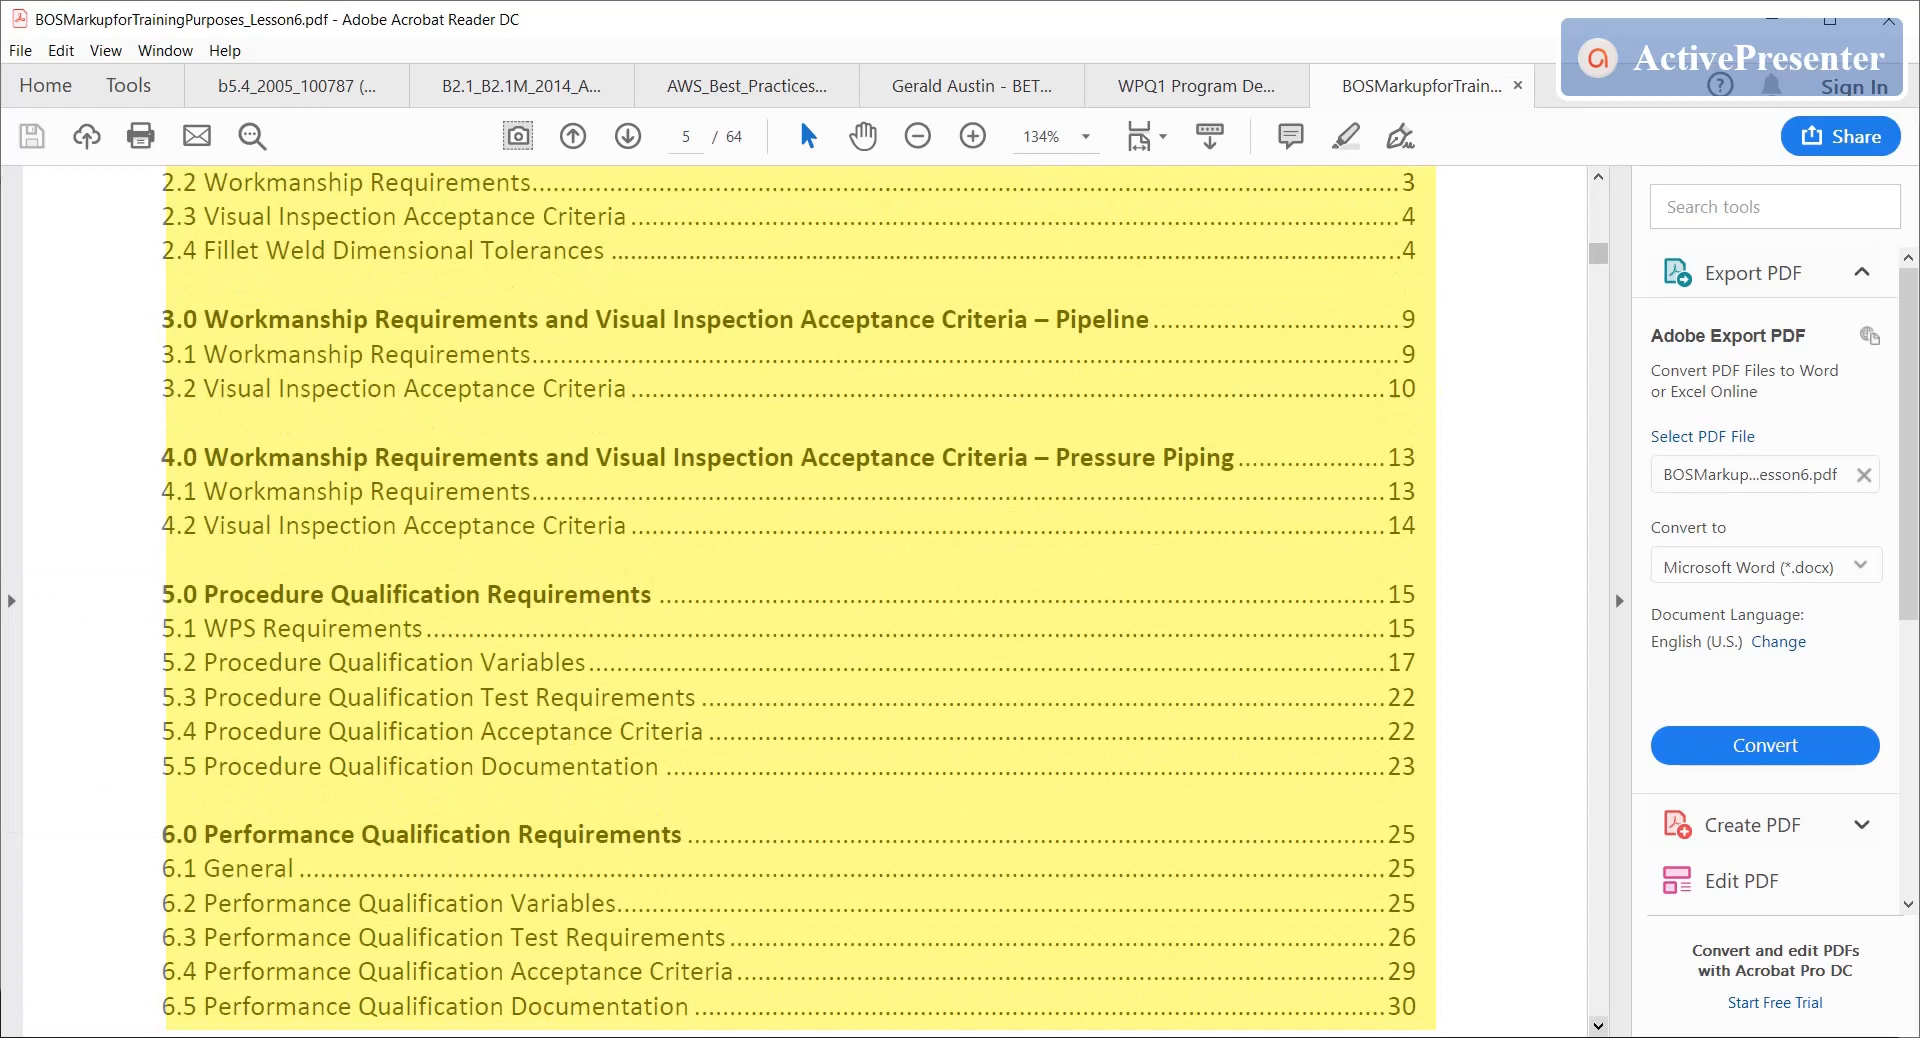 BOSMarkupforTrainingPurposes_Lesson6.pdf - Adobe Acrobat Reader DC
File Edit View Window Help
ActivePresenter
Home Tools b5.4_2005_100787 (... B2.1_B2.1M_2014_A... AWS_Best_Practices... Gerald Austin - BET... WPQ1 Program De... BOSMarkupforTrain... × Sign In
5 / 64 134% Share
2.2 Workmanship Requirements 3
2.3 Visual Inspection Acceptance Criteria 4
2.4 Fillet Weld Dimensional Tolerances 4
3.0 Workmanship Requirements and Visual Inspection Acceptance Criteria – Pipeline 9
3.1 Workmanship Requirements 9
3.2 Visual Inspection Acceptance Criteria 10
4.0 Workmanship Requirements and Visual Inspection Acceptance Criteria – Pressure Piping 13
4.1 Workmanship Requirements 13
4.2 Visual Inspection Acceptance Criteria 14
5.0 Procedure Qualification Requirements 15
5.1 WPS Requirements 15
5.2 Procedure Qualification Variables 17
5.3 Procedure Qualification Test Requirements 22
5.4 Procedure Qualification Acceptance Criteria 22
5.5 Procedure Qualification Documentation 23
6.0 Performance Qualification Requirements 25
6.1 General 25
6.2 Performance Qualification Variables 25
6.3 Performance Qualification Test Requirements 26
6.4 Performance Qualification Acceptance Criteria 29
6.5 Performance Qualification Documentation 30
Search tools
Export PDF
Adobe Export PDF
Convert PDF Files to Word
or Excel Online
Select PDF File
BOSMarkup...esson6.pdf
Convert to
Microsoft Word (*.docx)
Document Language:
English (U.S.) Change
Convert
Create PDF
Edit PDF
Convert and edit PDFs
with Acrobat Pro DC
Start Free Trial